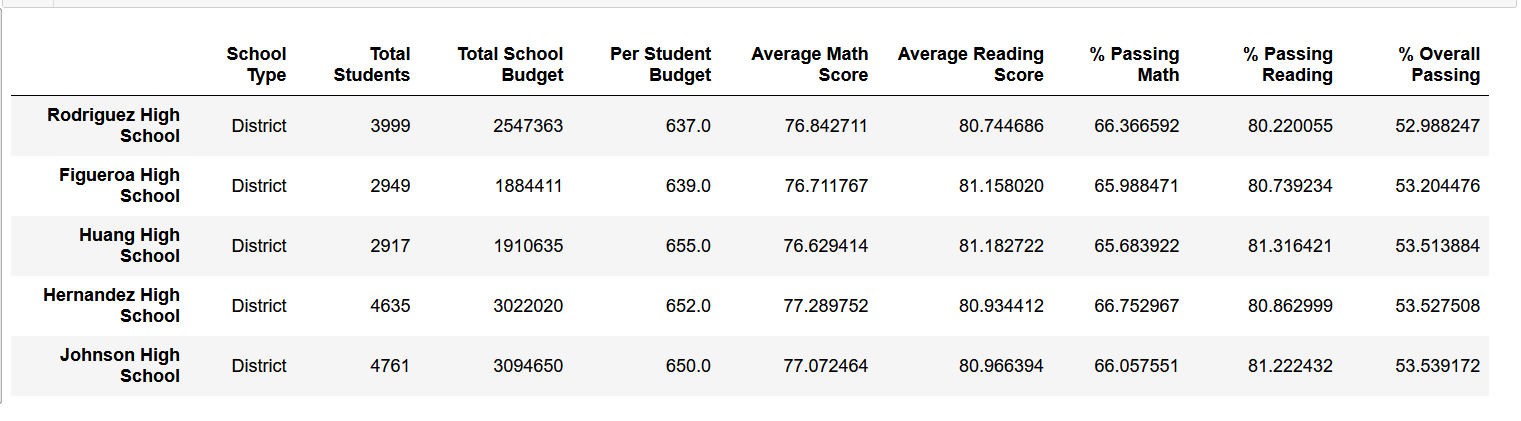 School Type Total Students Total School Budget Per Student Budget Average Math Score Average Reading Score % Passing Math % Passing Reading % Overall Passing
Rodriguez High School District 3999 2547363 637.0 76.842711 80.744686 66.366592 80.220055 52.988247
Figueroa High School District 2949 1884411 639.0 76.711767 81.158020 65.988471 80.739234 53.204476
Huang High School District 2917 1910635 655.0 76.629414 81.182722 65.683922 81.316421 53.513884
Hernandez High School District 4635 3022020 652.0 77.289752 80.934412 66.752967 80.862999 53.527508
Johnson High School District 4761 3094650 650.0 77.072464 80.966394 66.057551 81.222432 53.539172